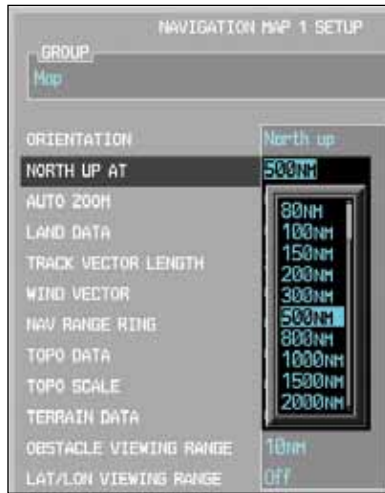 NAVIGATION MAP 1 SETUP
GROUP
Map
ORIENTATION North up
NORTH UP AT 500NM
AUTO ZOOM
LAND DATA
TRACK VECTOR LENGTH
WIND VECTOR
NAV RANGE RING
TOPO DATA
TOPO SCALE
TERRAIN DATA
OBSTACLE VIEWING RANGE 10NM
LAT/LON VIEWING RANGE Off
80NM
100NM
150NM
200NM
300NM
500NM
800NM
1000NM
1500NM
2000NM